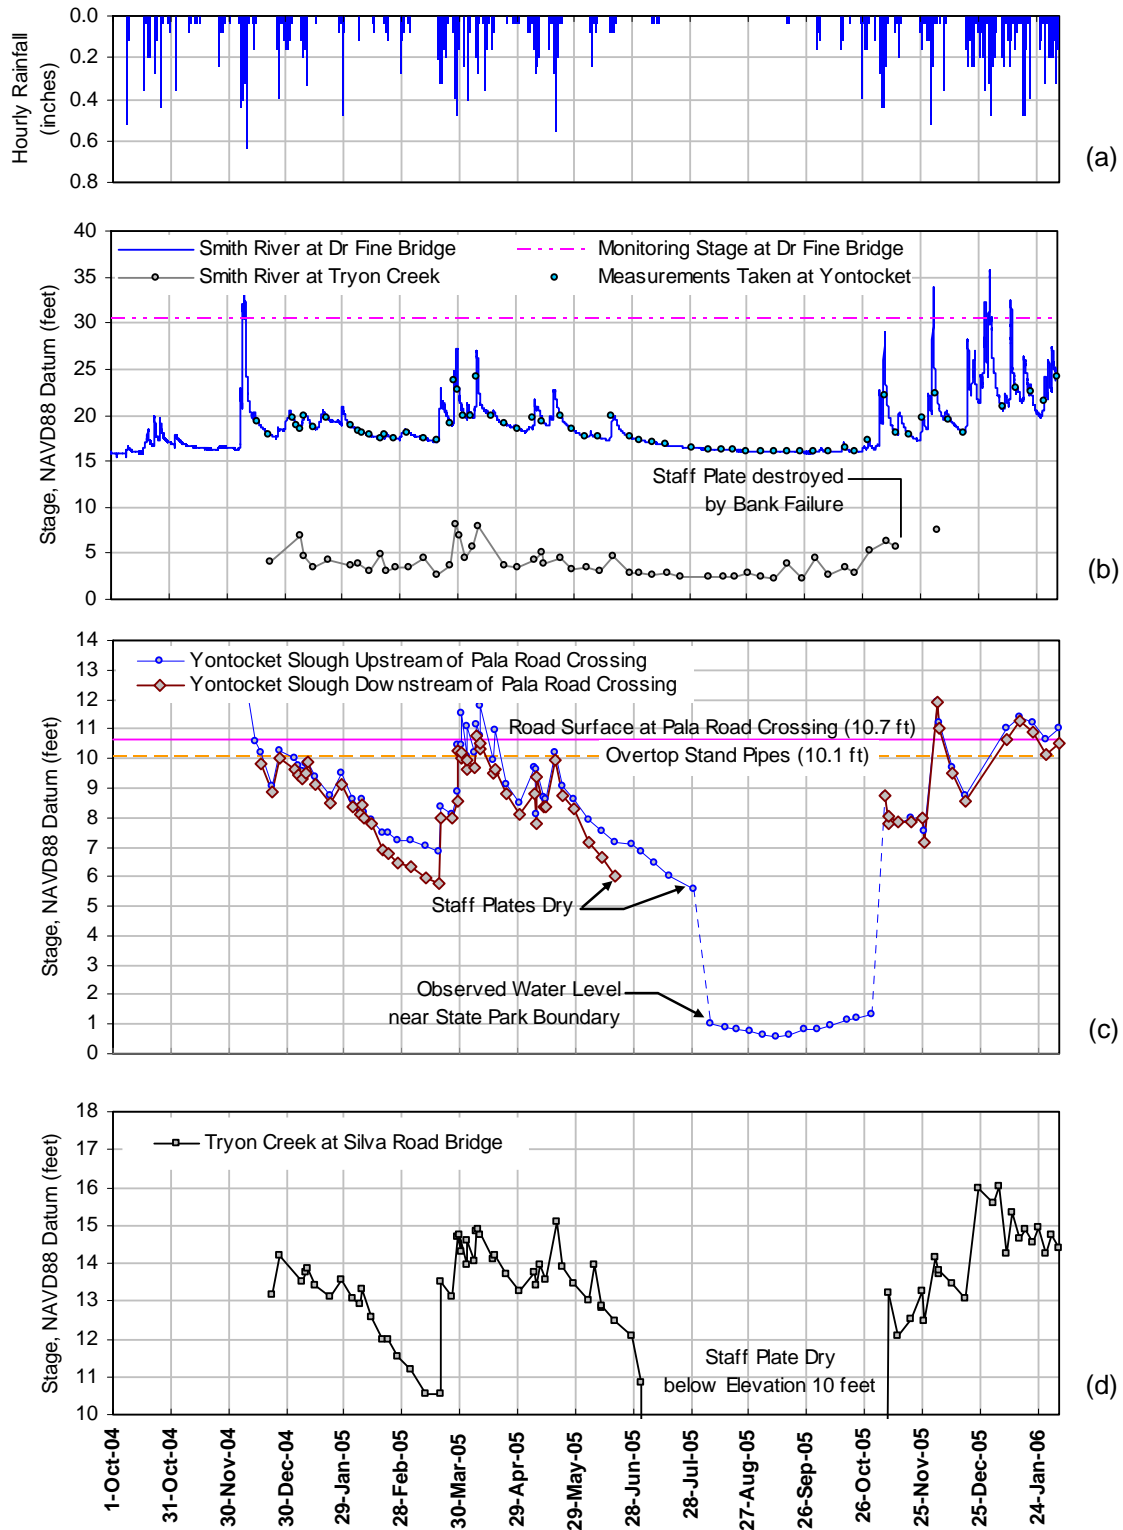 0.0
0.2
0.4
0.6
0.8
Hourly Rainfall
(inches)
(a)
40
35
30
25
20
15
10
5
0
Stage, NAVD88 Datum (feet)
Smith River at Dr Fine Bridge
Monitoring Stage at Dr Fine Bridge
Smith River at Tryon Creek
Measurements Taken at Yontocket
Staff Plate destroyed
by Bank Failure
(b)
14
13
12
11
10
9
8
7
6
5
4
3
2
1
0
Stage, NAVD88 Datum (feet)
Yontocket Slough Upstream of Pala Road Crossing
Yontocket Slough Downstream of Pala Road Crossing
Road Surface at Pala Road Crossing (10.7 ft)
Overtop Stand Pipes (10.1 ft)
Staff Plates Dry
Observed Water Level
near State Park Boundary
(c)
18
17
16
15
14
13
12
11
10
Stage, NAVD88 Datum (feet)
Tryon Creek at Silva Road Bridge
Staff Plate Dry
below Elevation 10 feet
(d)
1-Oct-04
31-Oct-04
30-Nov-04
30-Dec-04
29-Jan-05
28-Feb-05
30-Mar-05
29-Apr-05
29-May-05
28-Jun-05
28-Jul-05
27-Aug-05
26-Sep-05
26-Oct-05
25-Nov-05
25-Dec-05
24-Jan-06